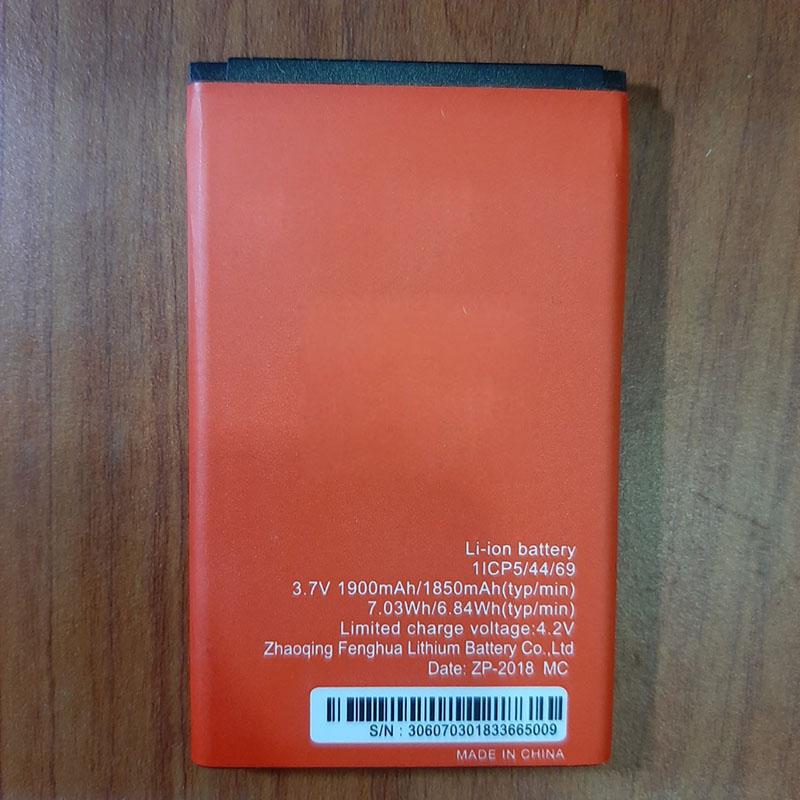 Li-ion battery
1ICP5/44/69
3.7V 1900mAh/1850mAh(typ/min)
7.03Wh/6.84Wh(typ/min)
Limited charge voltage:4.2V
Zhaoqing Fenghua Lithium Battery Co.,Ltd
Date: ZP-2018 MC
S/N : 306070301833665009
MADE IN CHINA